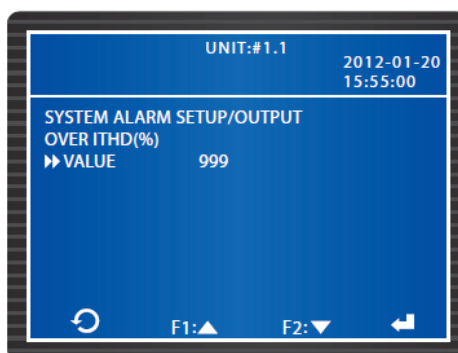 UNIT:#1.1
2012-01-20
15:55:00
SYSTEM ALARM SETUP/OUTPUT
OVER ITHD(%)
VALUE 999
F1:▲ F2:▼